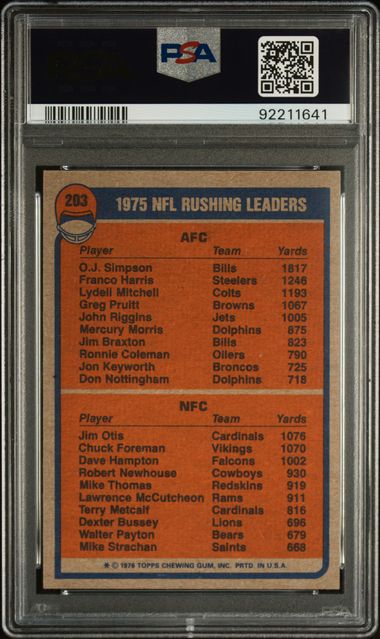 PSA
92211641
203
1975 NFL RUSHING LEADERS
AFC
Player Team Yards
O.J. Simpson Bills 1817
Franco Harris Steelers 1246
Lydell Mitchell Colts 1193
Greg Pruitt Browns 1067
John Riggins Jets 1005
Mercury Morris Dolphins 875
Jim Braxton Bills 823
Ronnie Coleman Oilers 790
Jon Keyworth Broncos 725
Don Nottingham Dolphins 718
NFC
Player Team Yards
Jim Otis Cardinals 1076
Chuck Foreman Vikings 1070
Dave Hampton Falcons 1002
Robert Newhouse Cowboys 930
Mike Thomas Redskins 919
Lawrence McCutcheon Rams 911
Terry Metcalf Cardinals 816
Dexter Bussey Lions 696
Walter Payton Bears 679
Mike Strachan Saints 668
* © 1976 TOPPS CHEWING GUM, INC. PRTD. IN U.S.A.